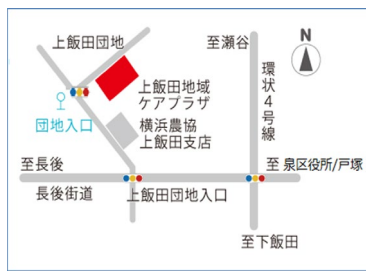 上飯田団地
至瀬谷
N
上飯田地域
ケアプラザ
環状4号線
団地入口
横浜農協
上飯田支店
至長後
至 泉区役所/戸塚
長後街道
上飯田団地入口
至下飯田